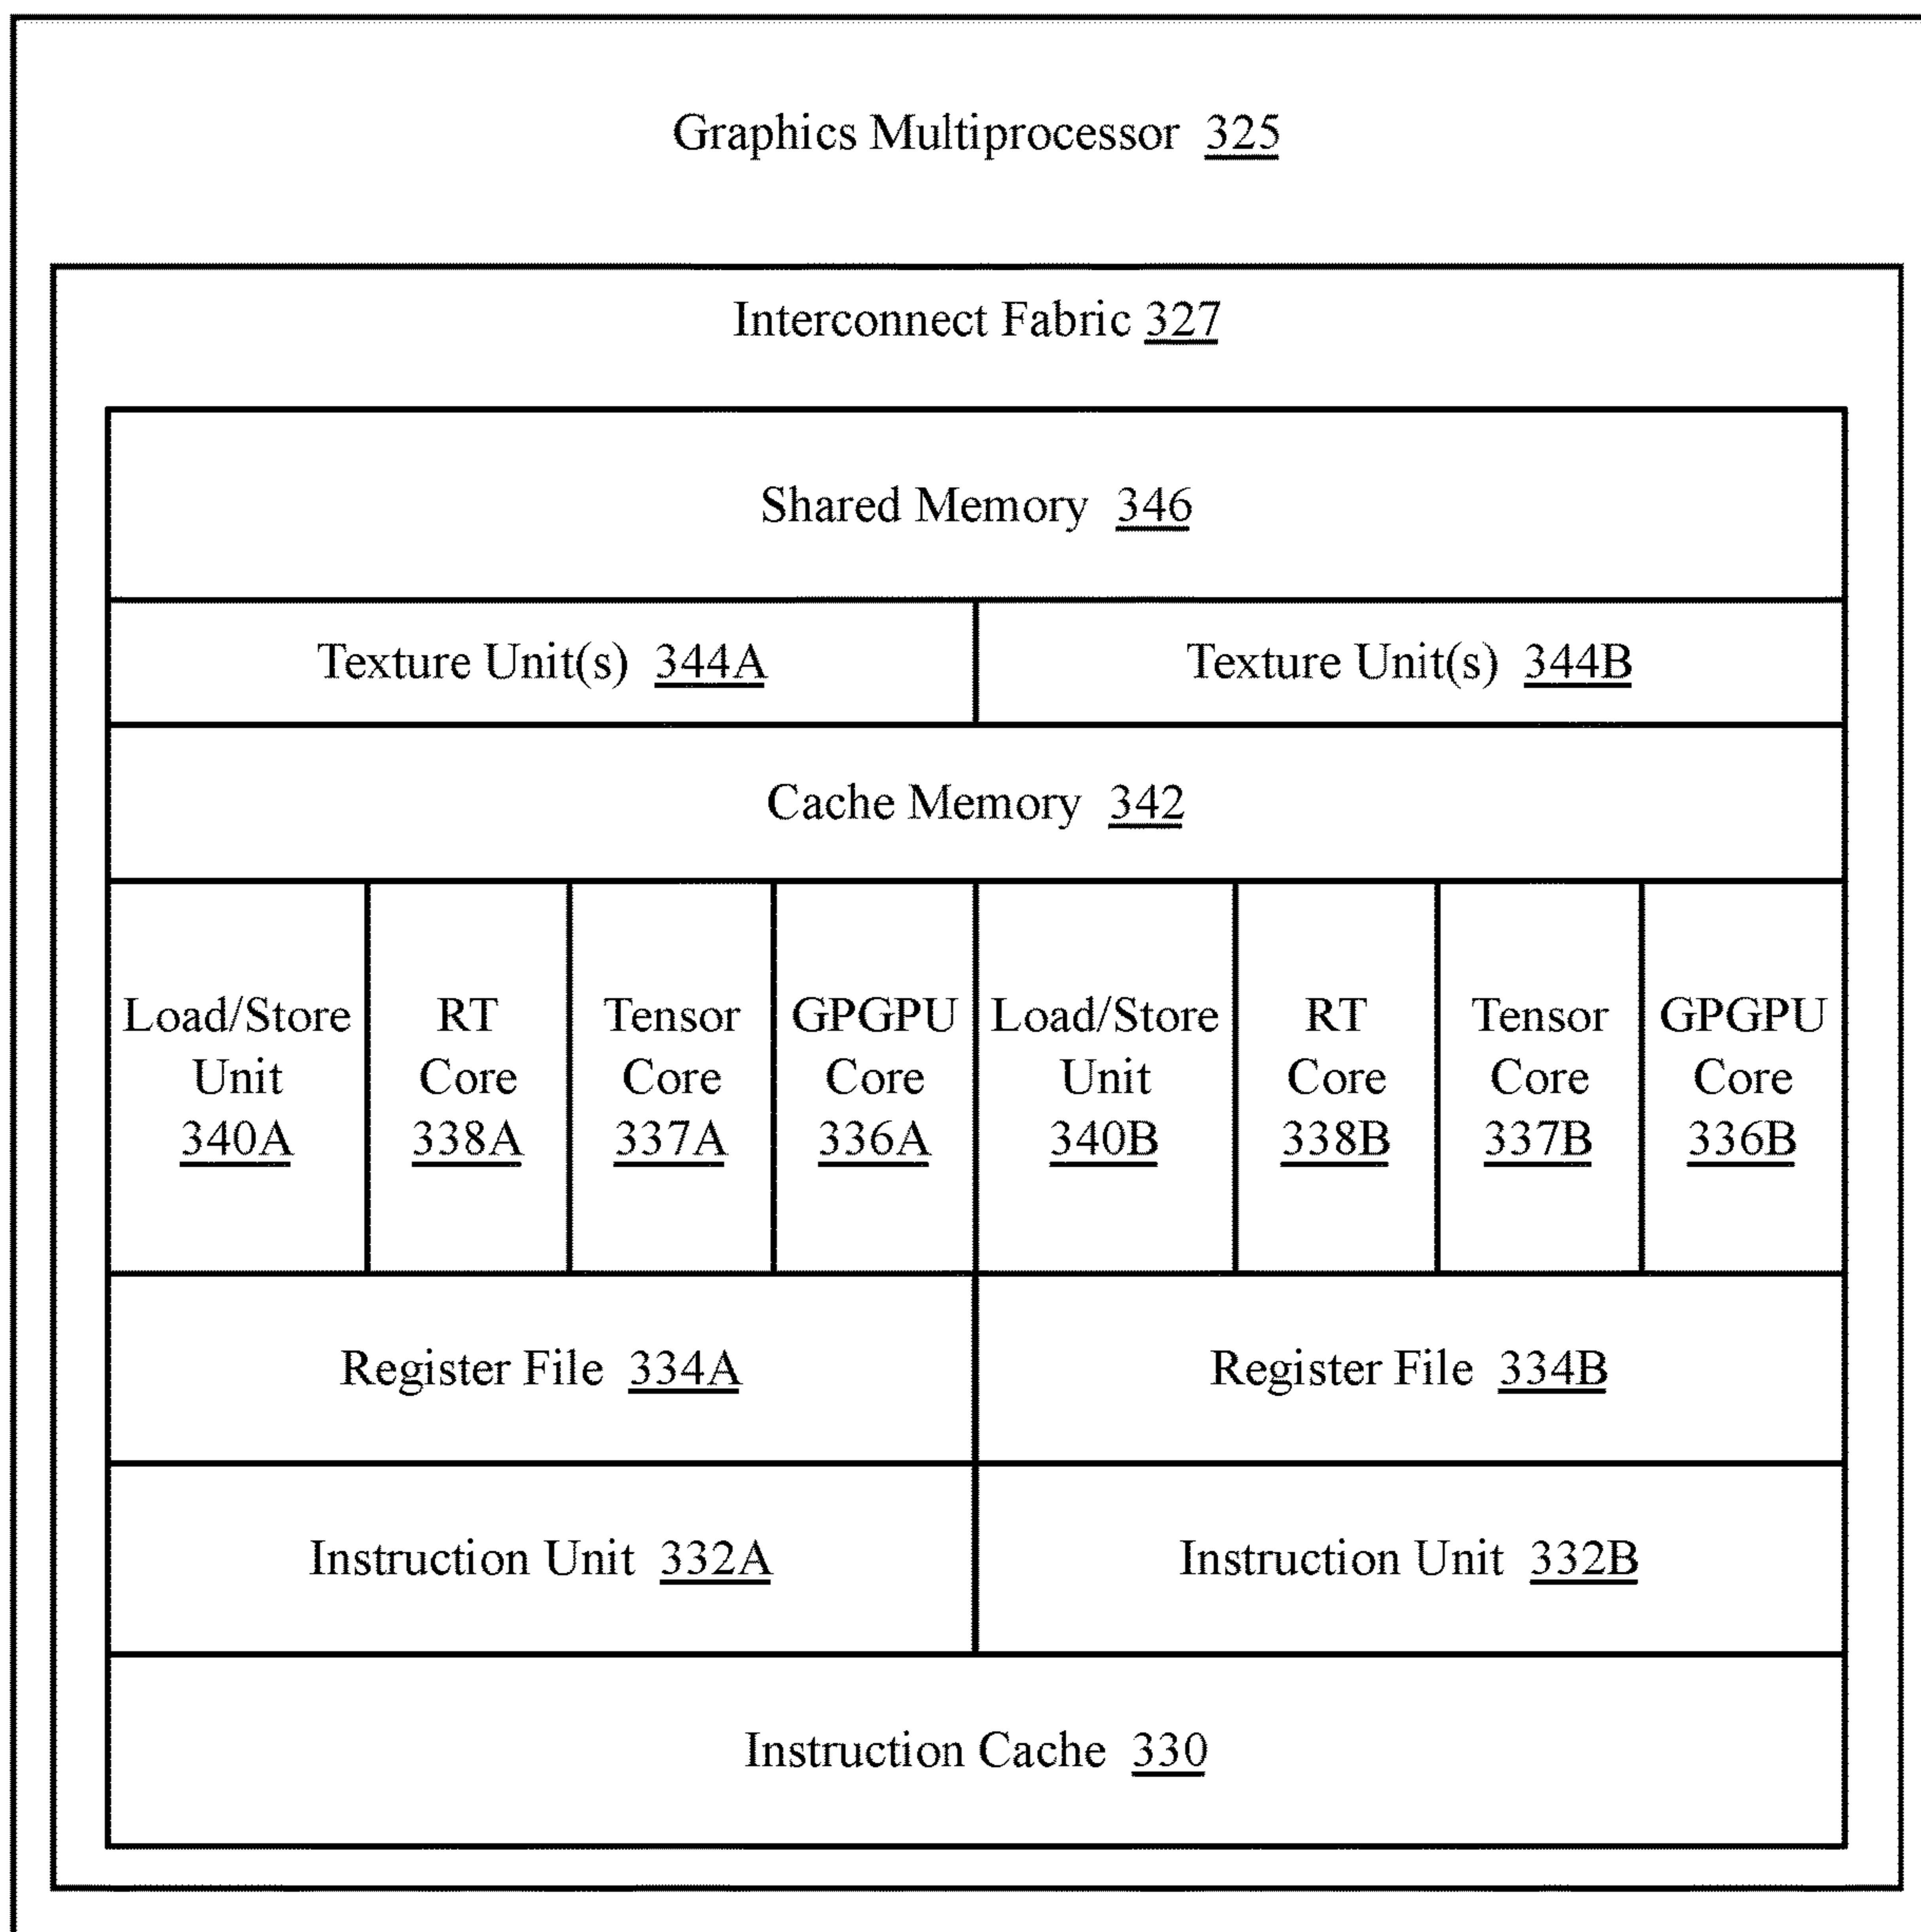 Graphics Multiprocessor 325
Interconnect Fabric 327
Shared Memory 346
Texture Unit(s) 344A
Texture Unit(s) 344B
Cache Memory 342
Load/Store
Unit
340A
RT
Core
338A
Tensor
Core
337A
GPGPU
Core
336A
Load/Store
Unit
340B
RT
Core
338B
Tensor
Core
337B
GPGPU
Core
336B
Register File 334A
Register File 334B
Instruction Unit 332A
Instruction Unit 332B
Instruction Cache 330